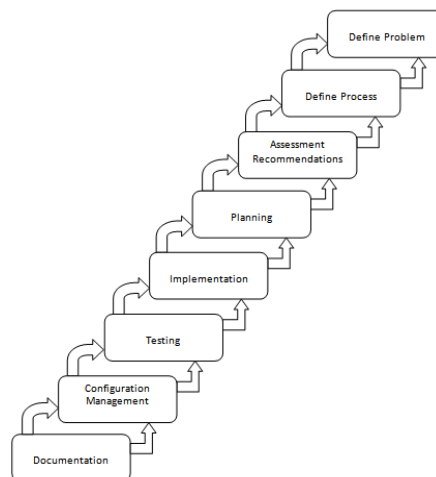 Define Problem
Define Process
Assessment
Recommendations
Planning
Implementation
Testing
Configuration
Management
Documentation